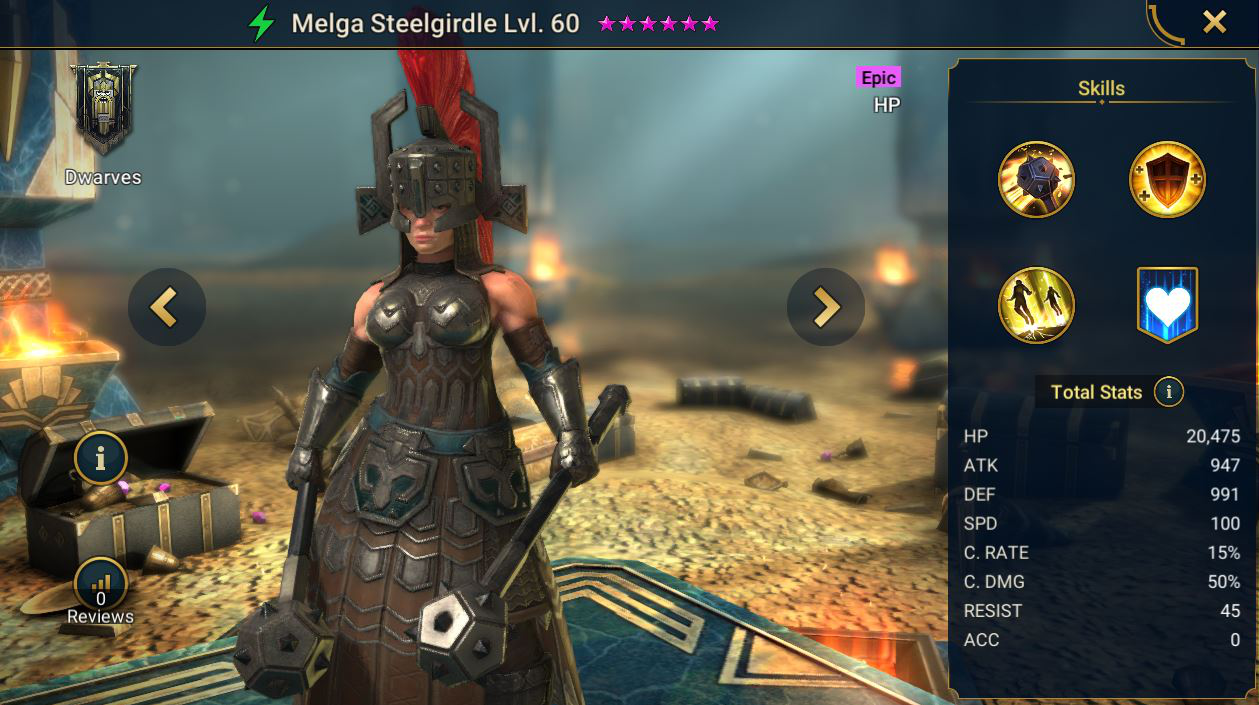 Melga Steelgirdle Lvl. 60
Epic
HP
Dwarves
0
Reviews
Skills
Total Stats
HP 20,475
ATK 947
DEF 991
SPD 100
C. RATE 15%
C. DMG 50%
RESIST 45
ACC 0